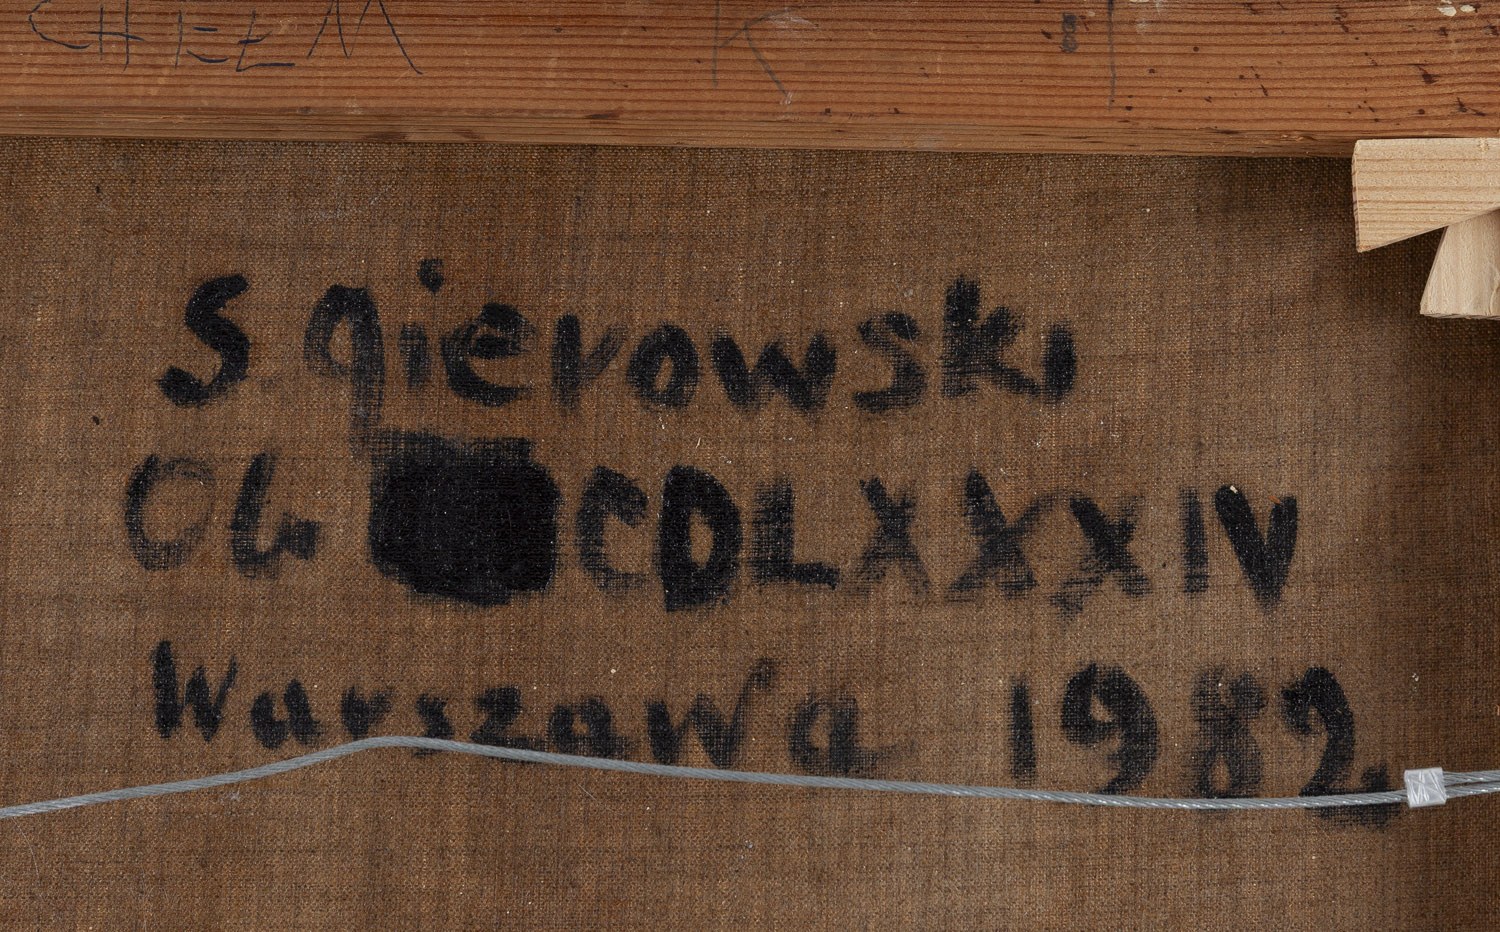 CHEŁM
S gierowski
Ob CDLXXXIV
Warszawa 1982